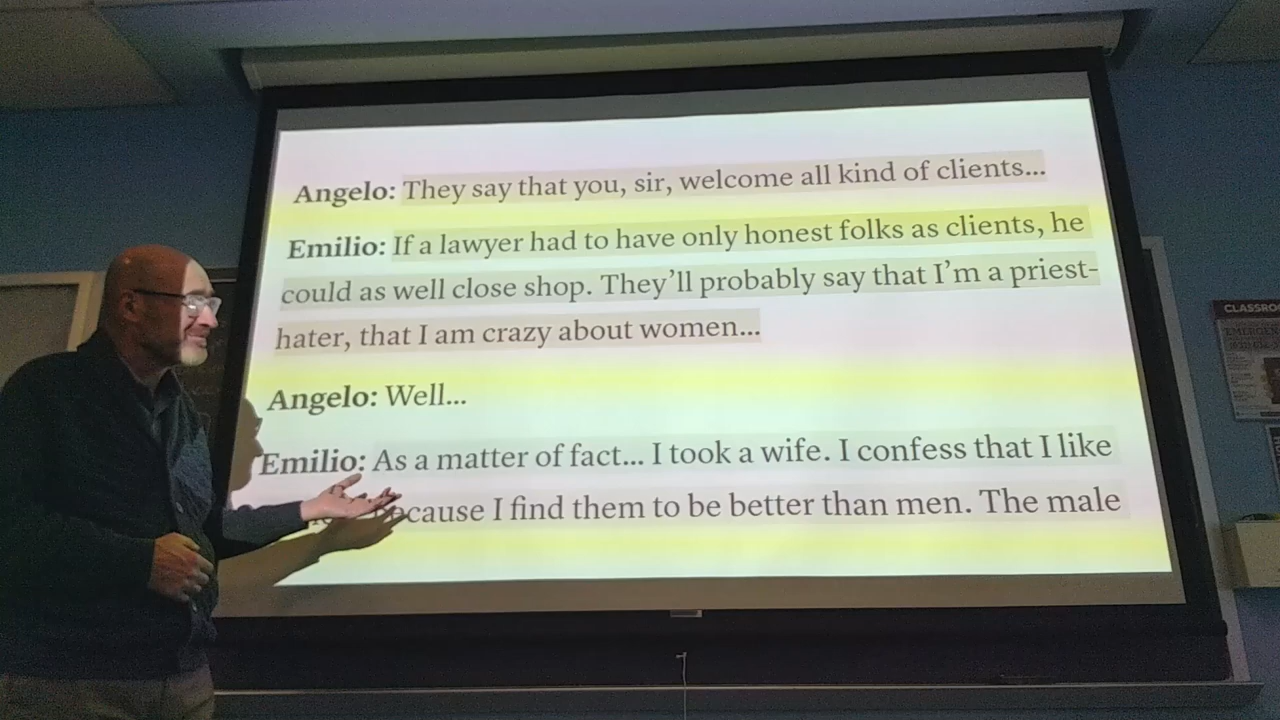 Angelo: They say that you, sir, welcome all kind of clients...
Emilio: If a lawyer had to have only honest folks as clients, he
could as well close shop. They'll probably say that I'm a priest-
hater, that I am crazy about women...
Angelo: Well...
Emilio: As a matter of fact... I took a wife. I confess that I like
I find them to be better than men. The male
CLASSRO